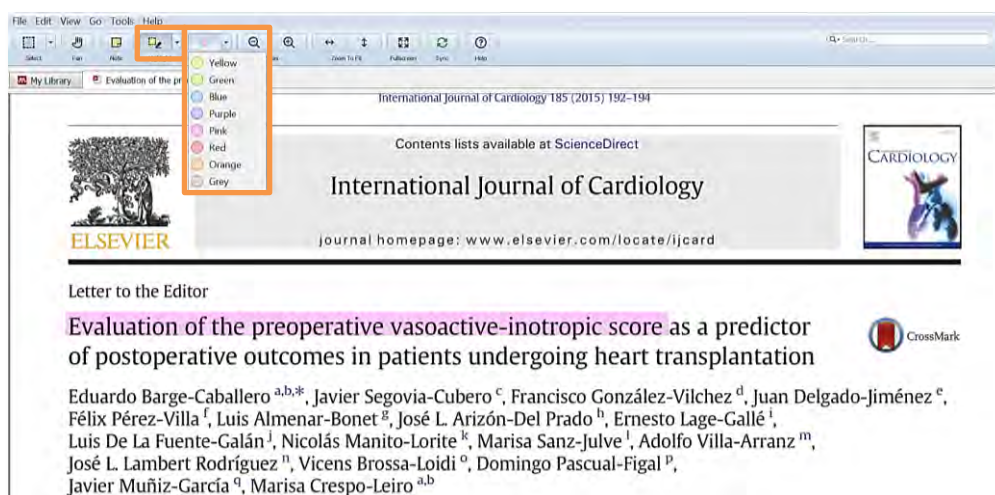 File Edit View Go Tools Help
Select Pan Note Zoom To Fit Fullscreen Sync Help
Search...
My Library Evaluation of the pr
Yellow
Green
Blue
Purple
Pink
Red
Orange
Grey
International Journal of Cardiology 185 (2015) 192–194
Contents lists available at ScienceDirect
International Journal of Cardiology
journal homepage: www.elsevier.com/locate/ijcard
ELSEVIER
CARDIOLOGY
Letter to the Editor
Evaluation of the preoperative vasoactive-inotropic score as a predictor
of postoperative outcomes in patients undergoing heart transplantation
CrossMark
Eduardo Barge-Caballero a,b,*, Javier Segovia-Cubero c, Francisco González-Vilchez d, Juan Delgado-Jiménez e,
Félix Pérez-Villa f, Luis Almenar-Bonet g, José L. Arizón-Del Prado h, Ernesto Lage-Gallé i,
Luis De La Fuente-Galán j, Nicolás Manito-Lorite k, Marisa Sanz-Julve l, Adolfo Villa-Arranz m,
José L. Lambert Rodríguez n, Vicens Brossa-Loidi o, Domingo Pascual-Figal p,
Javier Muñiz-García q, Marisa Crespo-Leiro a,b